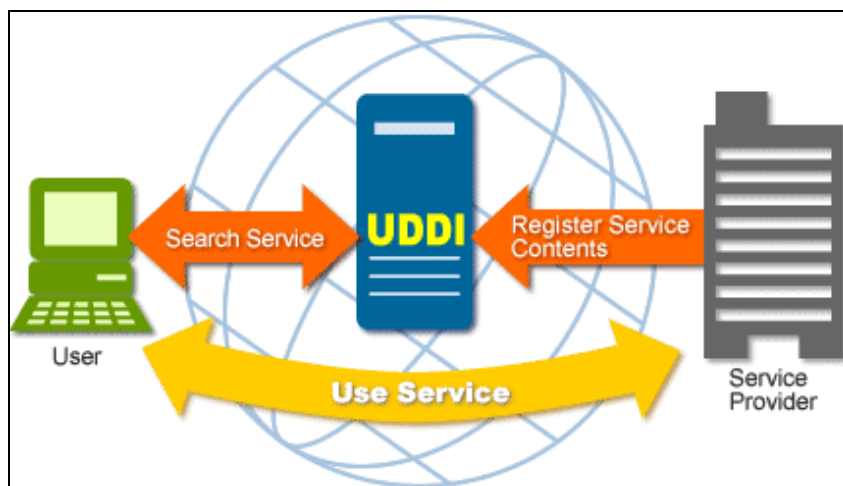 UDDI
Search Service
Register Service
Contents
User
Use Service
Service
Provider